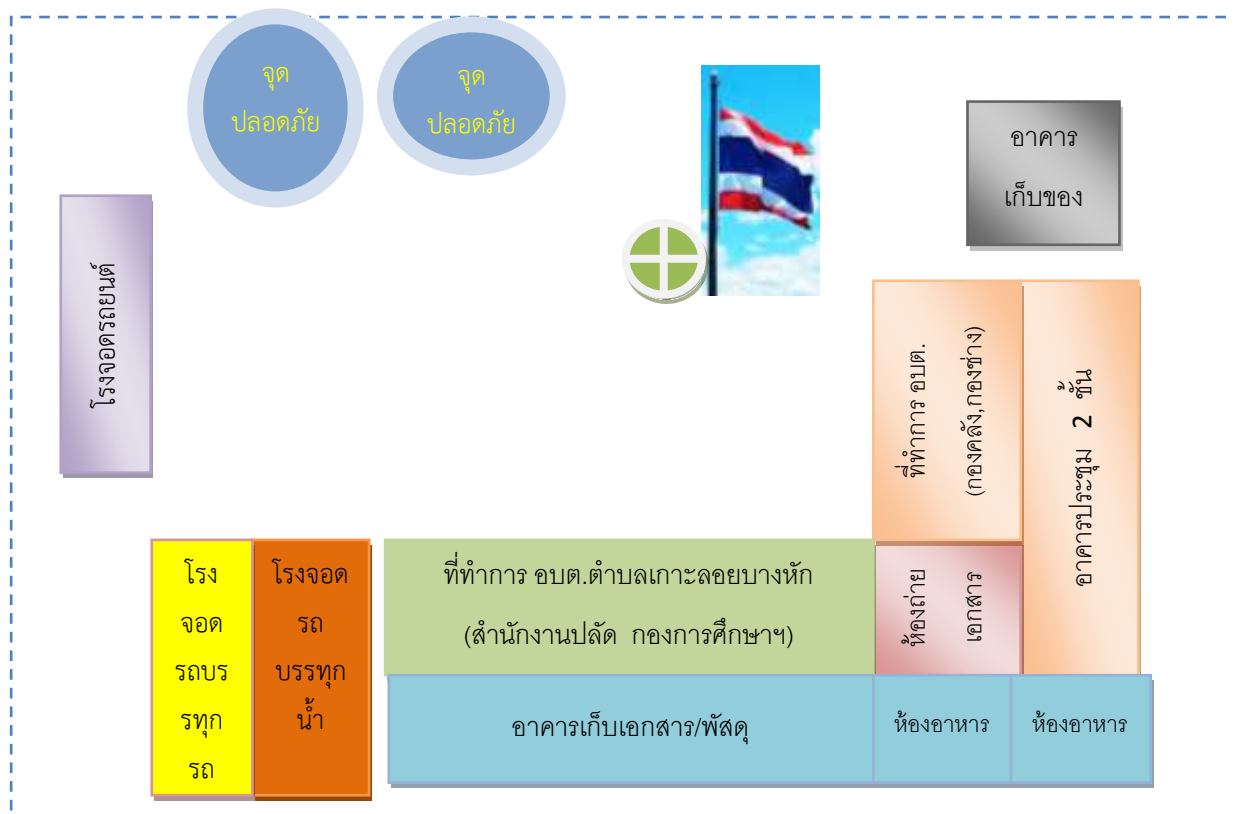 จุด
ปลอดภัย
จุด
ปลอดภัย
อาคาร
เก็บของ
โรงจอดรถยนต์
ที่ทำการ อบต.
(กองคลัง,กองช่าง)
อาคารประชุม 2 ชั้น
โรง
จอด
รถบร
รทุก
รถ
โรงจอด
รถ
บรรทุก
น้ำ
ที่ทำการ อบต.ตำบลเกาะลอยบางหัก
(สำนักงานปลัด กองการศึกษาฯ)
ห้องถ่าย
เอกสาร
อาคารเก็บเอกสาร/พัสดุ
ห้องอาหาร
ห้องอาหาร